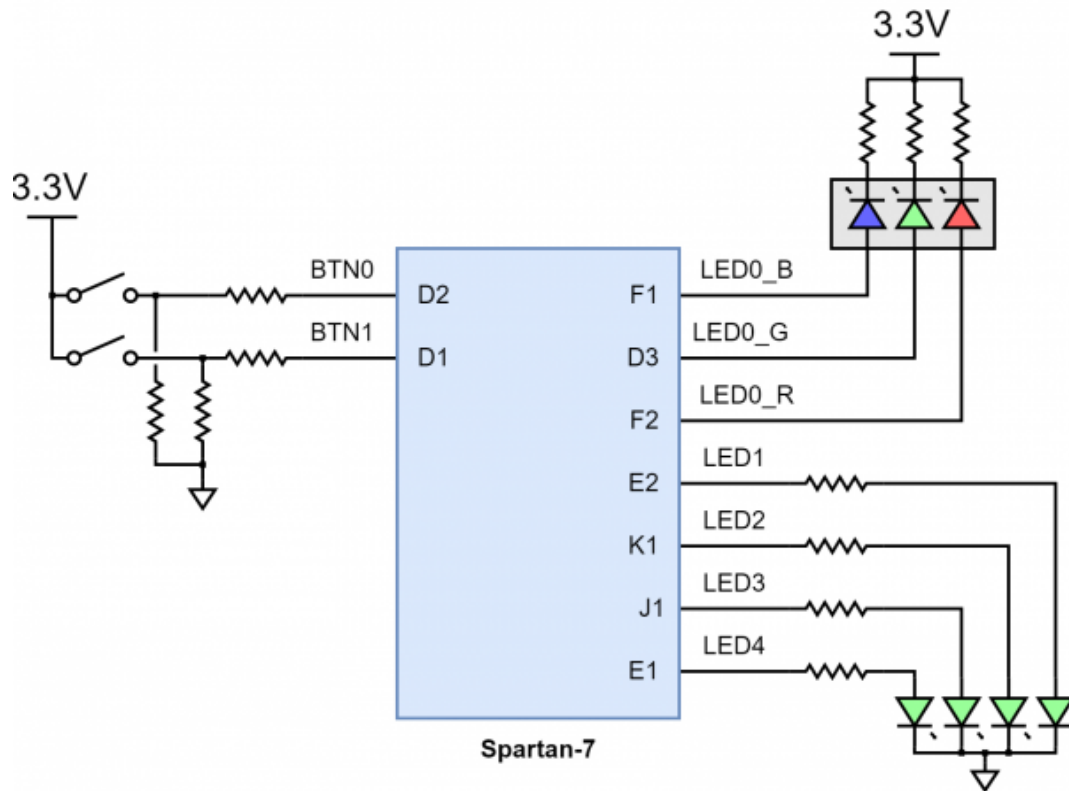 3.3V
3.3V
BTN0
D2
F1
LED0_B
BTN1
D1
D3
LED0_G
F2
LED0_R
E2
LED1
K1
LED2
J1
LED3
E1
LED4
Spartan-7